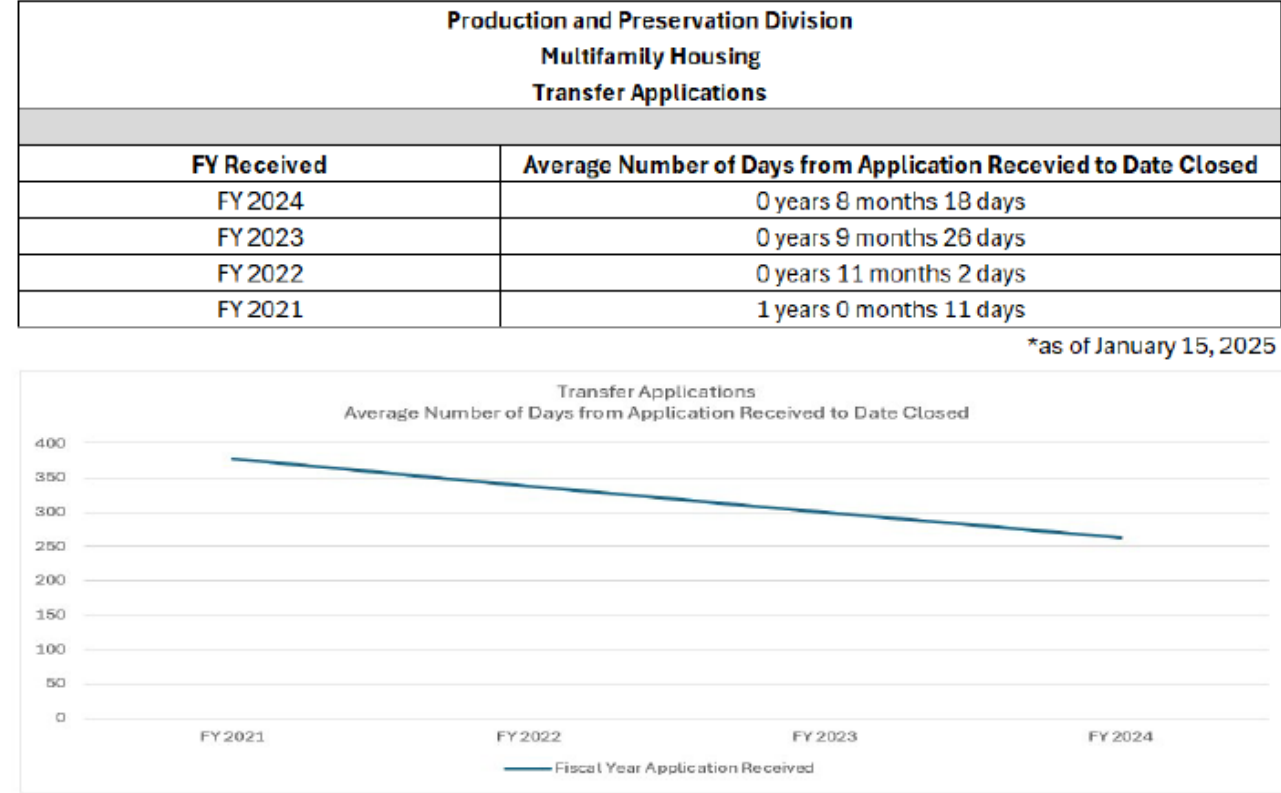 Production and Preservation Division
Multifamily Housing
Transfer Applications
FY Received Average Number of Days from Application Recevied to Date Closed
FY 2024 0 years 8 months 18 days
FY 2023 0 years 9 months 26 days
FY 2022 0 years 11 months 2 days
FY 2021 1 years 0 months 11 days
*as of January 15, 2025
Transfer Applications
Average Number of Days from Application Received to Date Closed
400
350
300
250
200
150
100
50
0
FY 2021 FY 2022 FY 2023 FY 2024
Fiscal Year Application Received